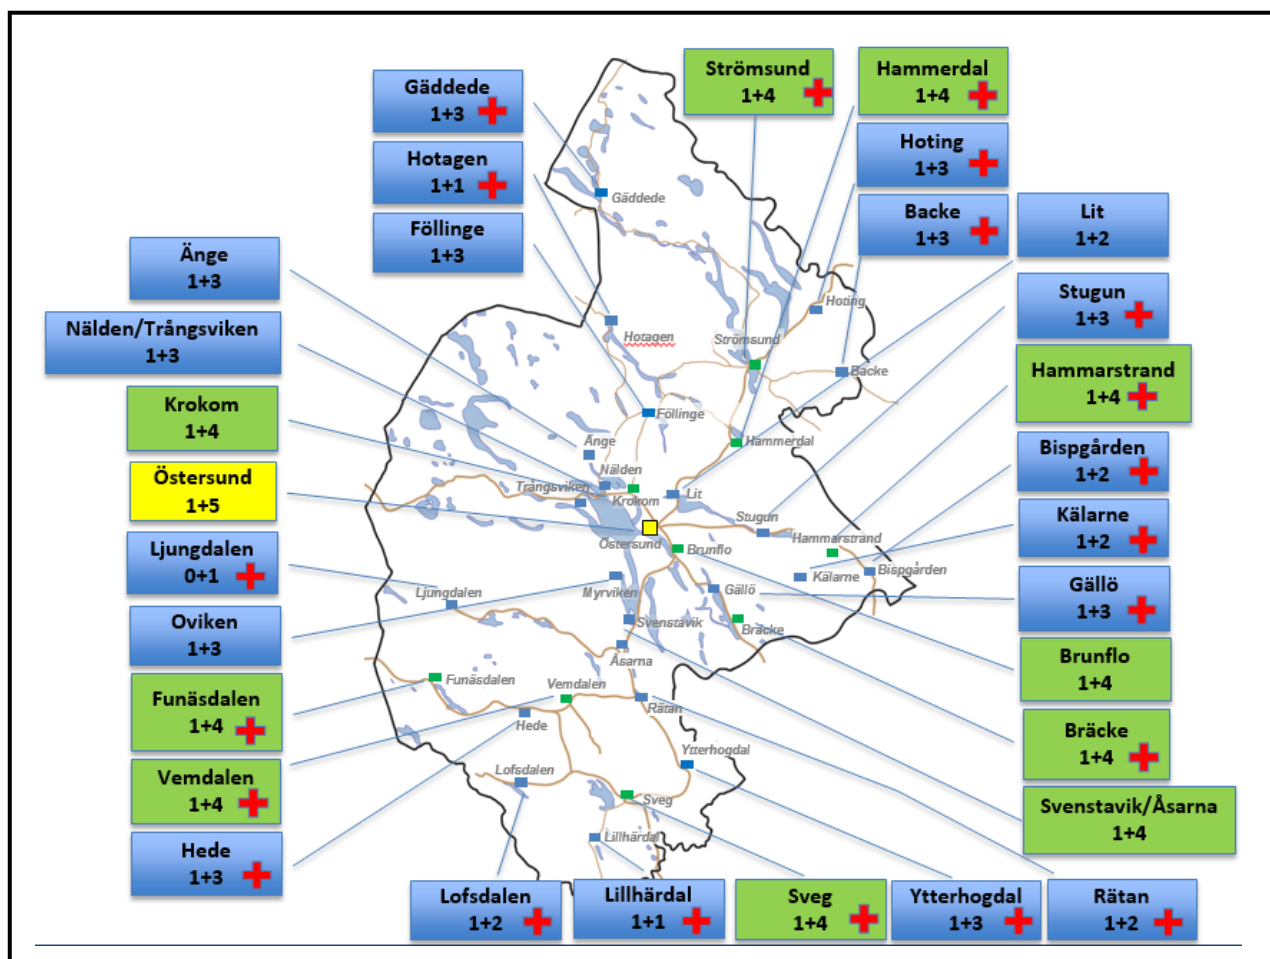 Strömsund
1+4
Hammerdal
1+4
Gäddede
1+3
Hoting
1+3
Hotagen
1+1
Backe
1+3
Lit
1+2
Föllinge
1+3
Änge
1+3
Stugun
1+3
Nälden/Trångsviken
1+3
Hammarstrand
1+4
Krokom
1+4
Bispgården
1+2
Östersund
1+5
Kälarne
1+2
Ljungdalen
0+1
Gällö
1+3
Oviken
1+3
Brunflo
1+4
Funäsdalen
1+4
Bräcke
1+4
Vemdalen
1+4
Svenstavik/Åsarna
1+4
Hede
1+3
Lofsdalen
1+2
Lillhärdal
1+1
Sveg
1+4
Ytterhogdal
1+3
Rätan
1+2
Gäddede
Hoting
Hotagen
Strömsund
Backe
Föllinge
Änge
Hammerdal
Nälden
Trångsviken
Krokom
Lit
Stugun
Östersund
Hammarstrand
Brunflo
Kälarne
Bispgården
Ljungdalen
Myrviken
Gällö
Svenstavik
Bräcke
Åsarna
Funäsdalen
Vemdalen
Rätan
Hede
Ytterhogdal
Lofsdalen
Sveg
Lillhärdal